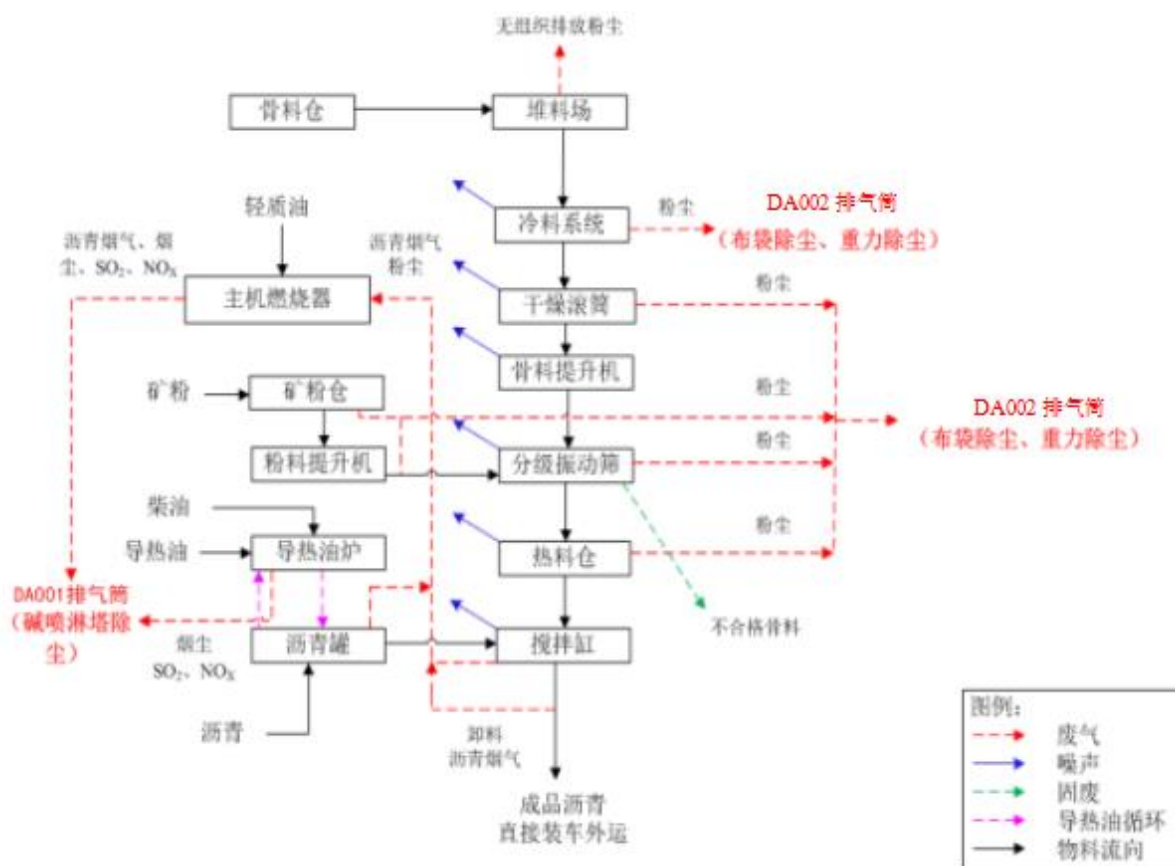 无组织排放粉尘
骨料仓
堆料场
轻质油
冷料系统
粉尘
DA002 排气筒
（布袋除尘、重力除尘）
沥青烟气、烟
尘、SO₂、NOX
沥青烟气
粉尘
主机燃烧器
干燥滚筒
粉尘
骨料提升机
矿粉
矿粉仓
粉尘
DA002 排气筒
（布袋除尘、重力除尘）
粉料提升机
分级振动筛
粉尘
柴油
导热油
导热油炉
热料仓
粉尘
DA001排气筒
（碱喷淋塔除
尘）
烟尘
SO₂、NOX
沥青罐
搅拌缸
不合格骨料
沥青
卸料
沥青烟气
成品沥青
直接装车外运
图例：
废气
噪声
固废
导热油循环
物料流向